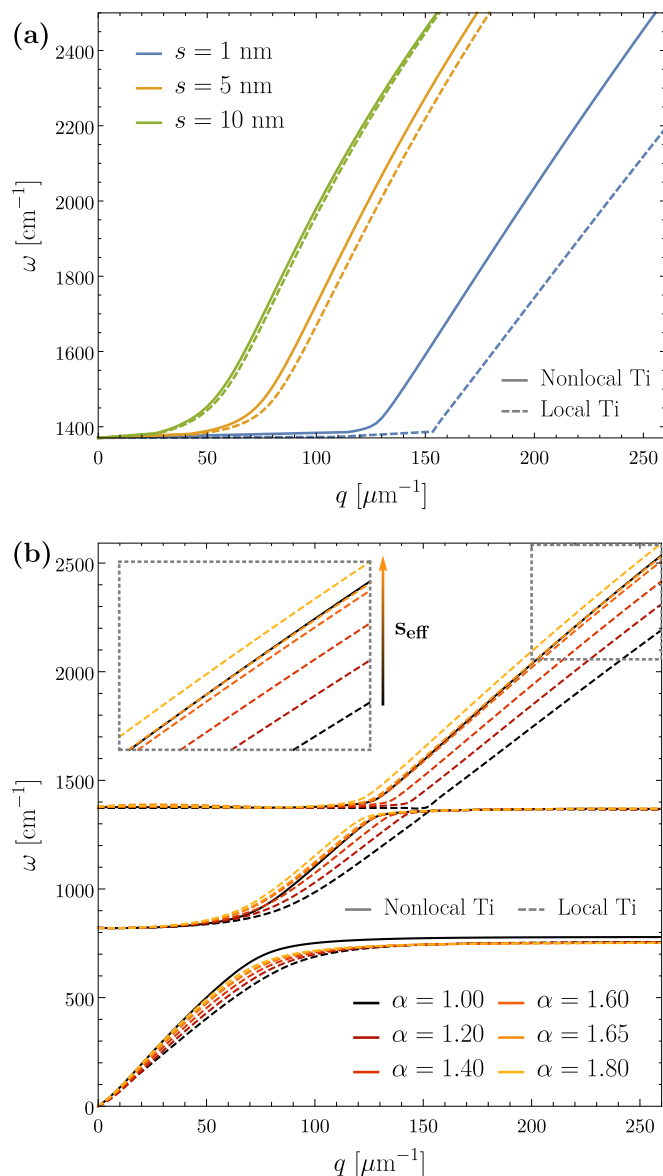 (a)
2400
2200
2000
1800
1600
1400
ω [cm⁻¹]
s = 1 nm
s = 5 nm
s = 10 nm
Nonlocal Ti
Local Ti
0 50 100 150 200 250
q [μm⁻¹]
(b)
2500
2000
1500
1000
500
0
ω [cm⁻¹]
s_eff
Nonlocal Ti Local Ti
α = 1.00 α = 1.60
α = 1.20 α = 1.65
α = 1.40 α = 1.80
0 50 100 150 200 250
q [μm⁻¹]